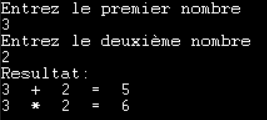 Entrez le premier nombre
3
Entrez le deuxième nombre
2
Resultat:
3 + 2 = 5
3 * 2 = 6